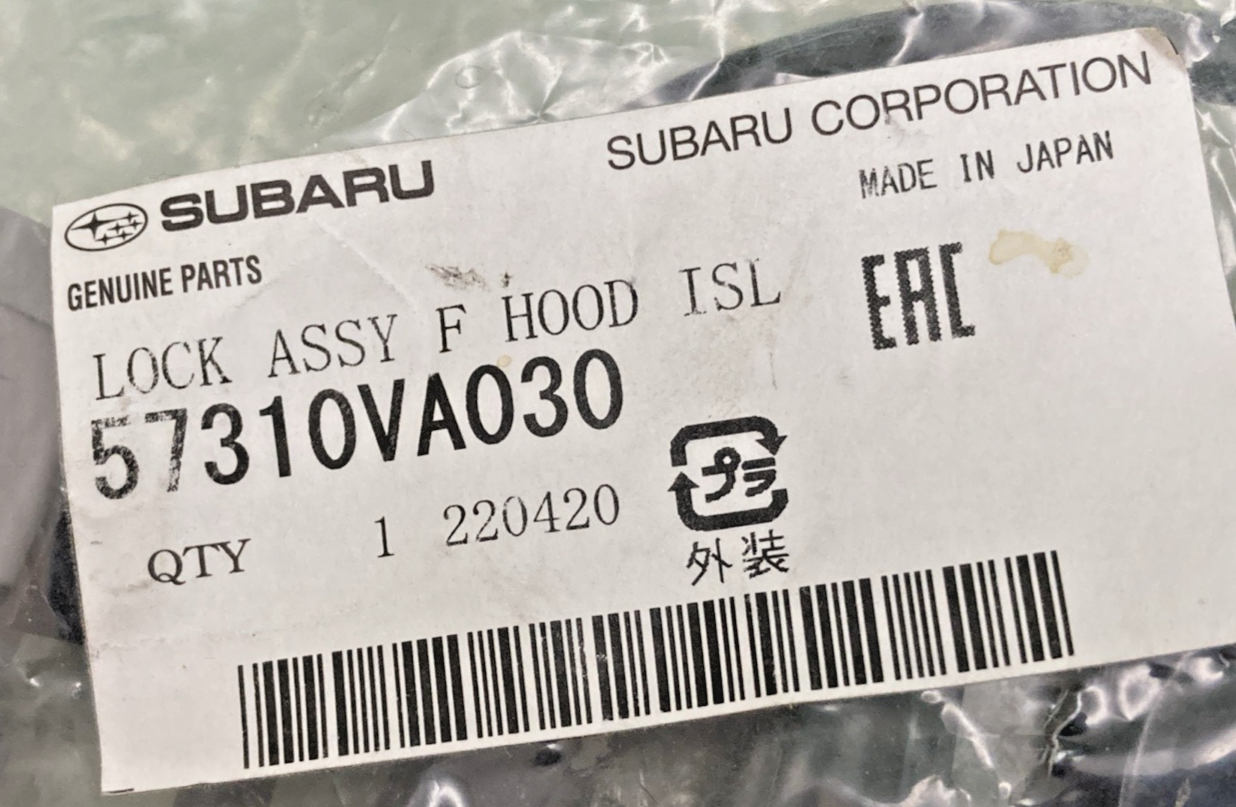 SUBARU
SUBARU CORPORATION
GENUINE PARTS
MADE IN JAPAN
LOCK ASSY F HOOD ISL
EAC
57310VA030
プラ
QTY 1 220420
外装